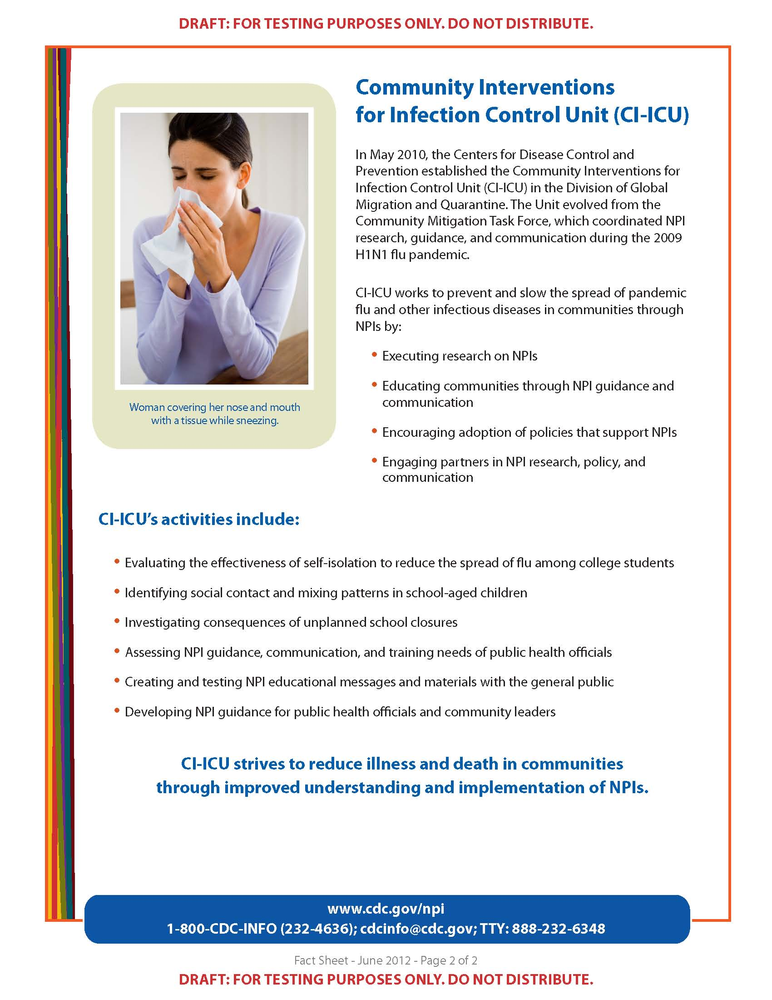 DRAFT: FOR TESTING PURPOSES ONLY. DO NOT DISTRIBUTE.
Community Interventions
for Infection Control Unit (CI-ICU)
In May 2010, the Centers for Disease Control and
Prevention established the Community Interventions for
Infection Control Unit (CI-ICU) in the Division of Global
Migration and Quarantine. The Unit evolved from the
Community Mitigation Task Force, which coordinated NPI
research, guidance, and communication during the 2009
H1N1 flu pandemic.
CI-ICU works to prevent and slow the spread of pandemic
flu and other infectious diseases in communities through
NPIs by:
• Executing research on NPIs
• Educating communities through NPI guidance and
communication
• Encouraging adoption of policies that support NPIs
• Engaging partners in NPI research, policy, and
communication
Woman covering her nose and mouth
with a tissue while sneezing.
CI-ICU’s activities include:
• Evaluating the effectiveness of self-isolation to reduce the spread of flu among college students
• Identifying social contact and mixing patterns in school-aged children
• Investigating consequences of unplanned school closures
• Assessing NPI guidance, communication, and training needs of public health officials
• Creating and testing NPI educational messages and materials with the general public
• Developing NPI guidance for public health officials and community leaders
CI-ICU strives to reduce illness and death in communities
through improved understanding and implementation of NPIs.
www.cdc.gov/npi
1-800-CDC-INFO (232-4636); cdcinfo@cdc.gov; TTY: 888-232-6348
Fact Sheet - June 2012 - Page 2 of 2
DRAFT: FOR TESTING PURPOSES ONLY. DO NOT DISTRIBUTE.